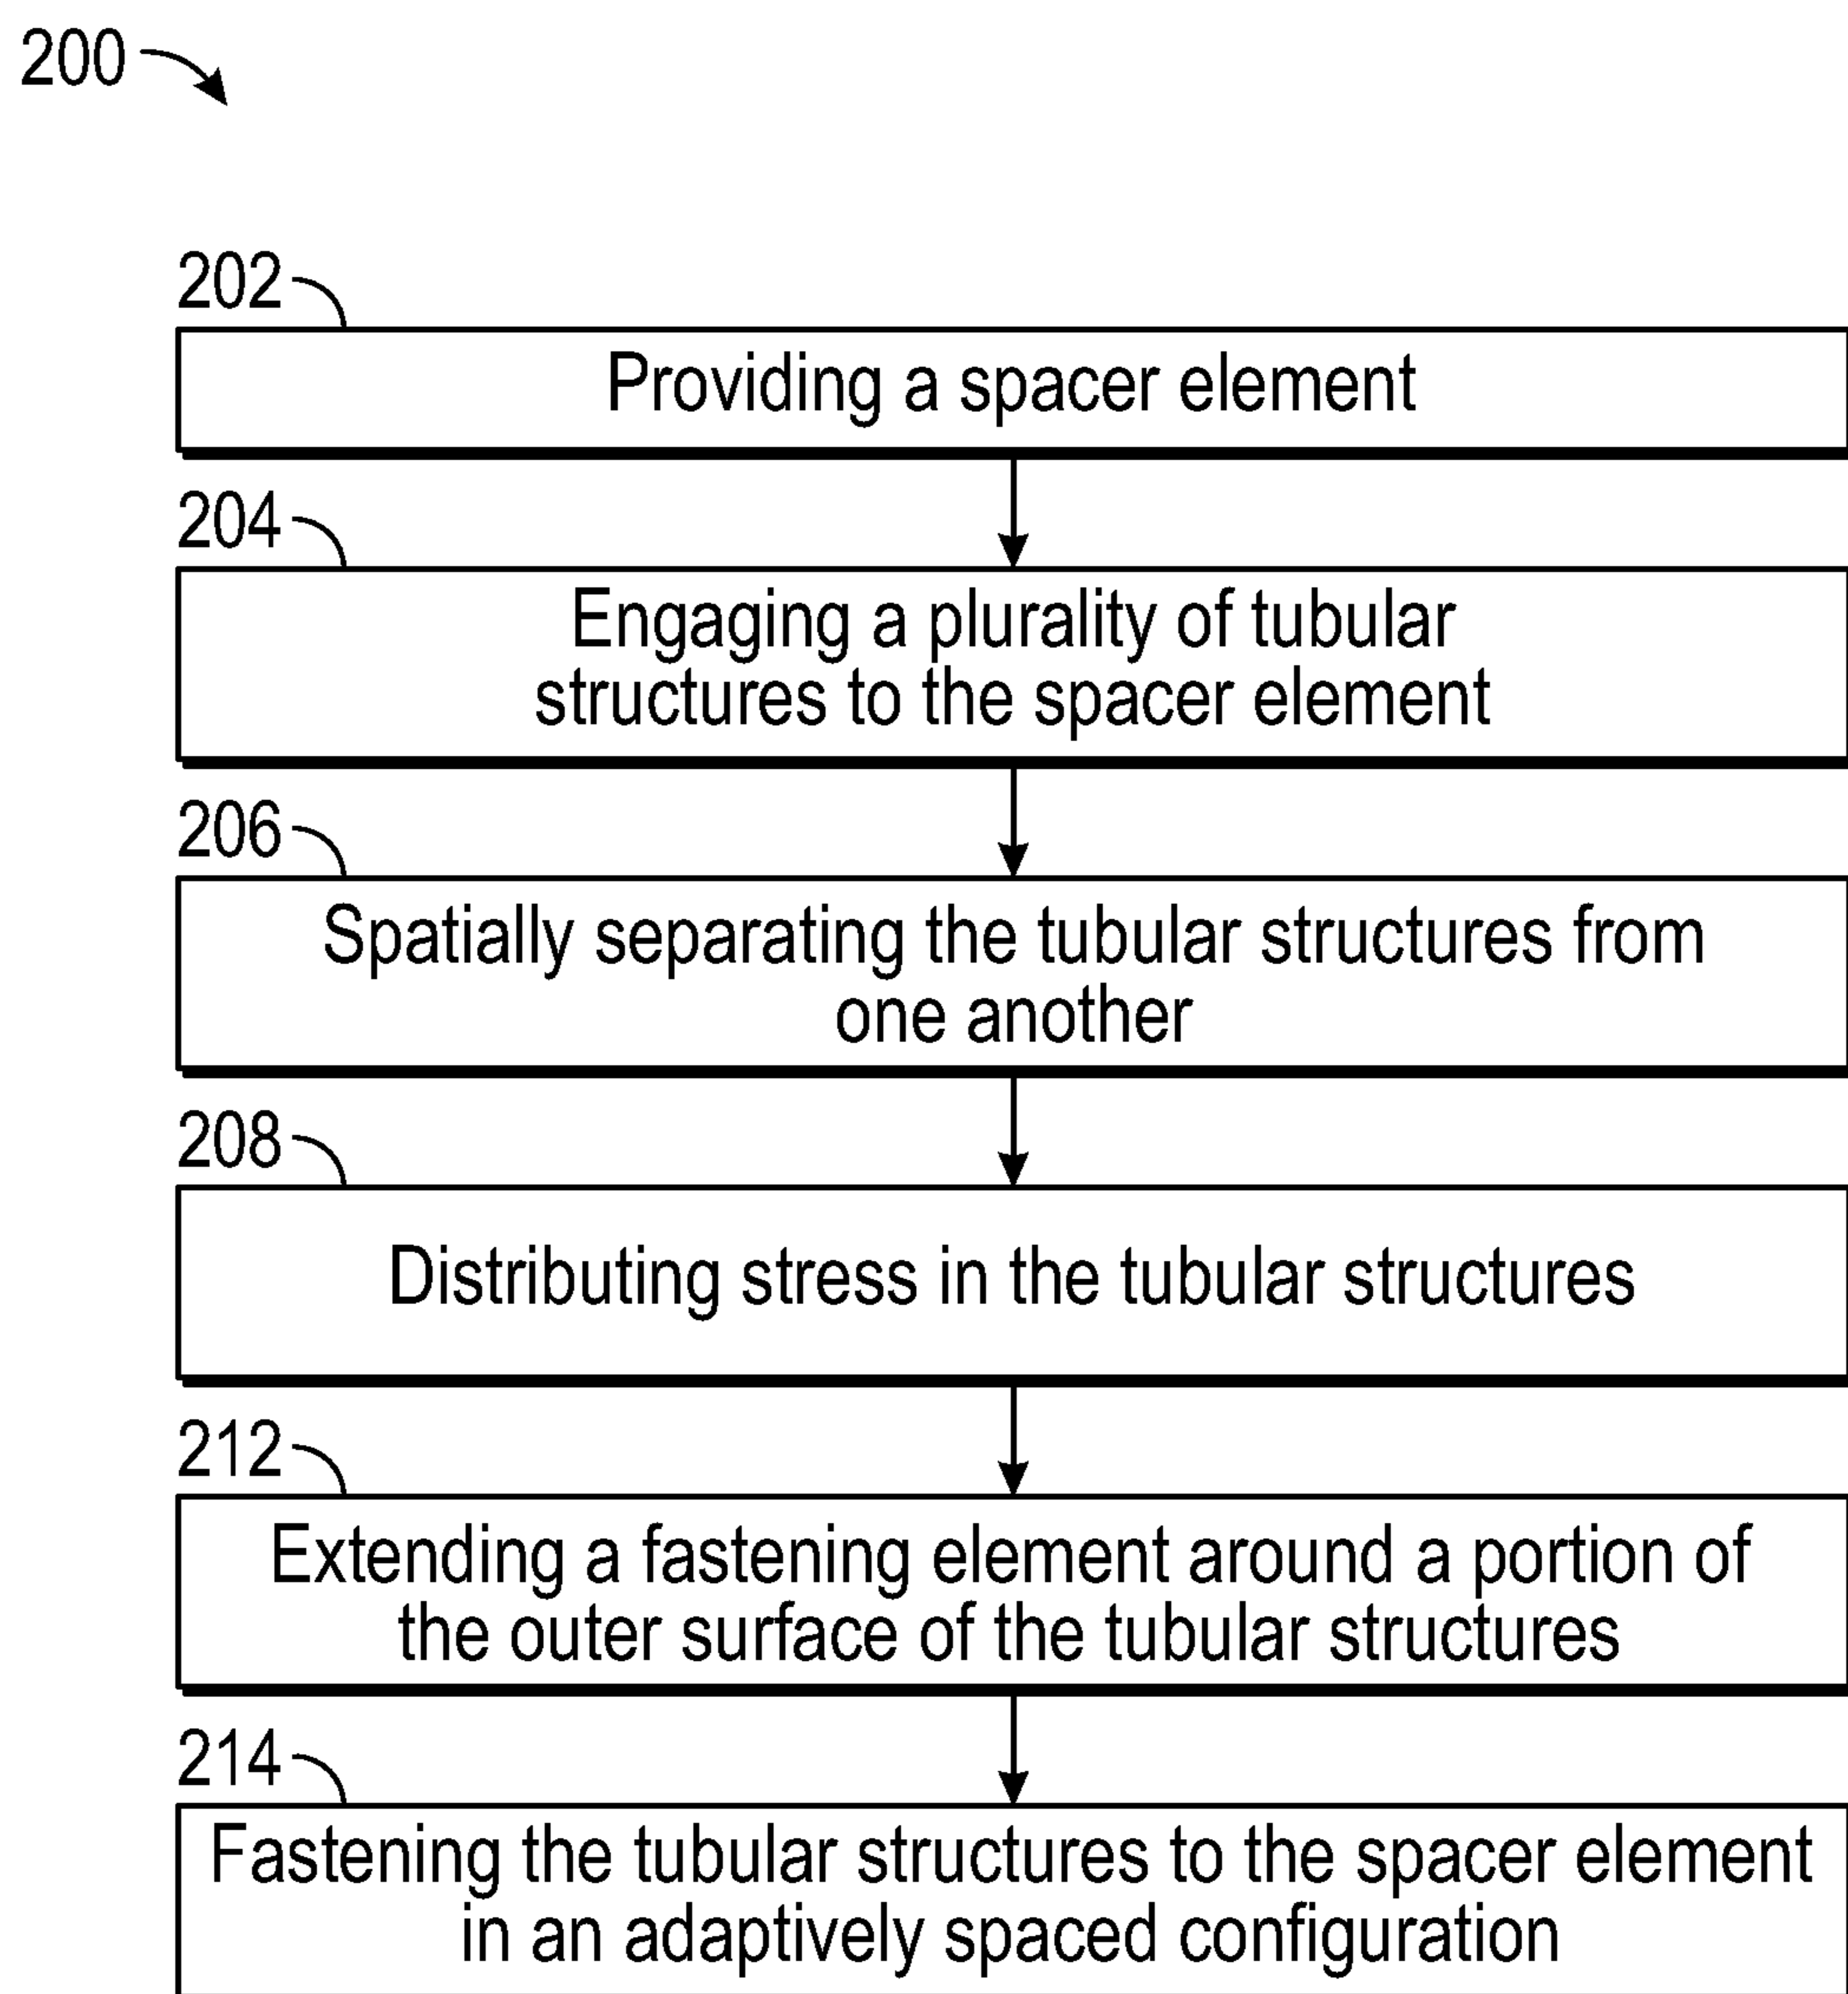 200
202
Providing a spacer element
204
Engaging a plurality of tubular
structures to the spacer element
206
Spatially separating the tubular structures from
one another
208
Distributing stress in the tubular structures
212
Extending a fastening element around a portion of
the outer surface of the tubular structures
214
Fastening the tubular structures to the spacer element
in an adaptively spaced configuration